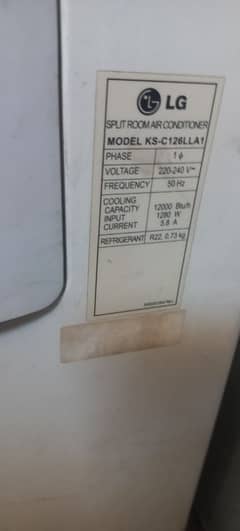 LG
SPLIT ROOM AIR CONDITIONER
MODEL KS-C126LLA1
PHASE 1 ϕ
VOLTAGE 220-240 V~
FREQUENCY 50 Hz
COOLING CAPACITY 12000 Btu/h
INPUT 1280 W
CURRENT 5.8 A
REFRIGERANT R22, 0.73 kg